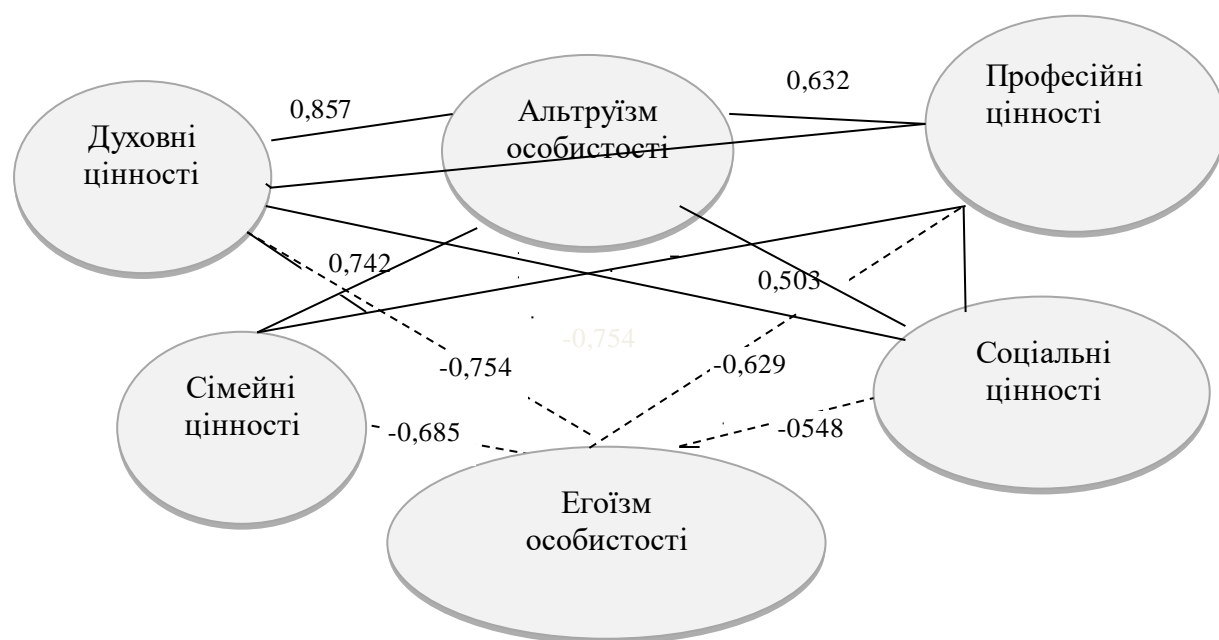 Професійні
цінності
0,632
0,857
Альтруїзм
особистості
Духовні
цінності
0,742
0,503
-0,754
Соціальні
цінності
-0,754
-0,629
Сімейні
цінності
-0,685
-0548
Егоїзм
особистості